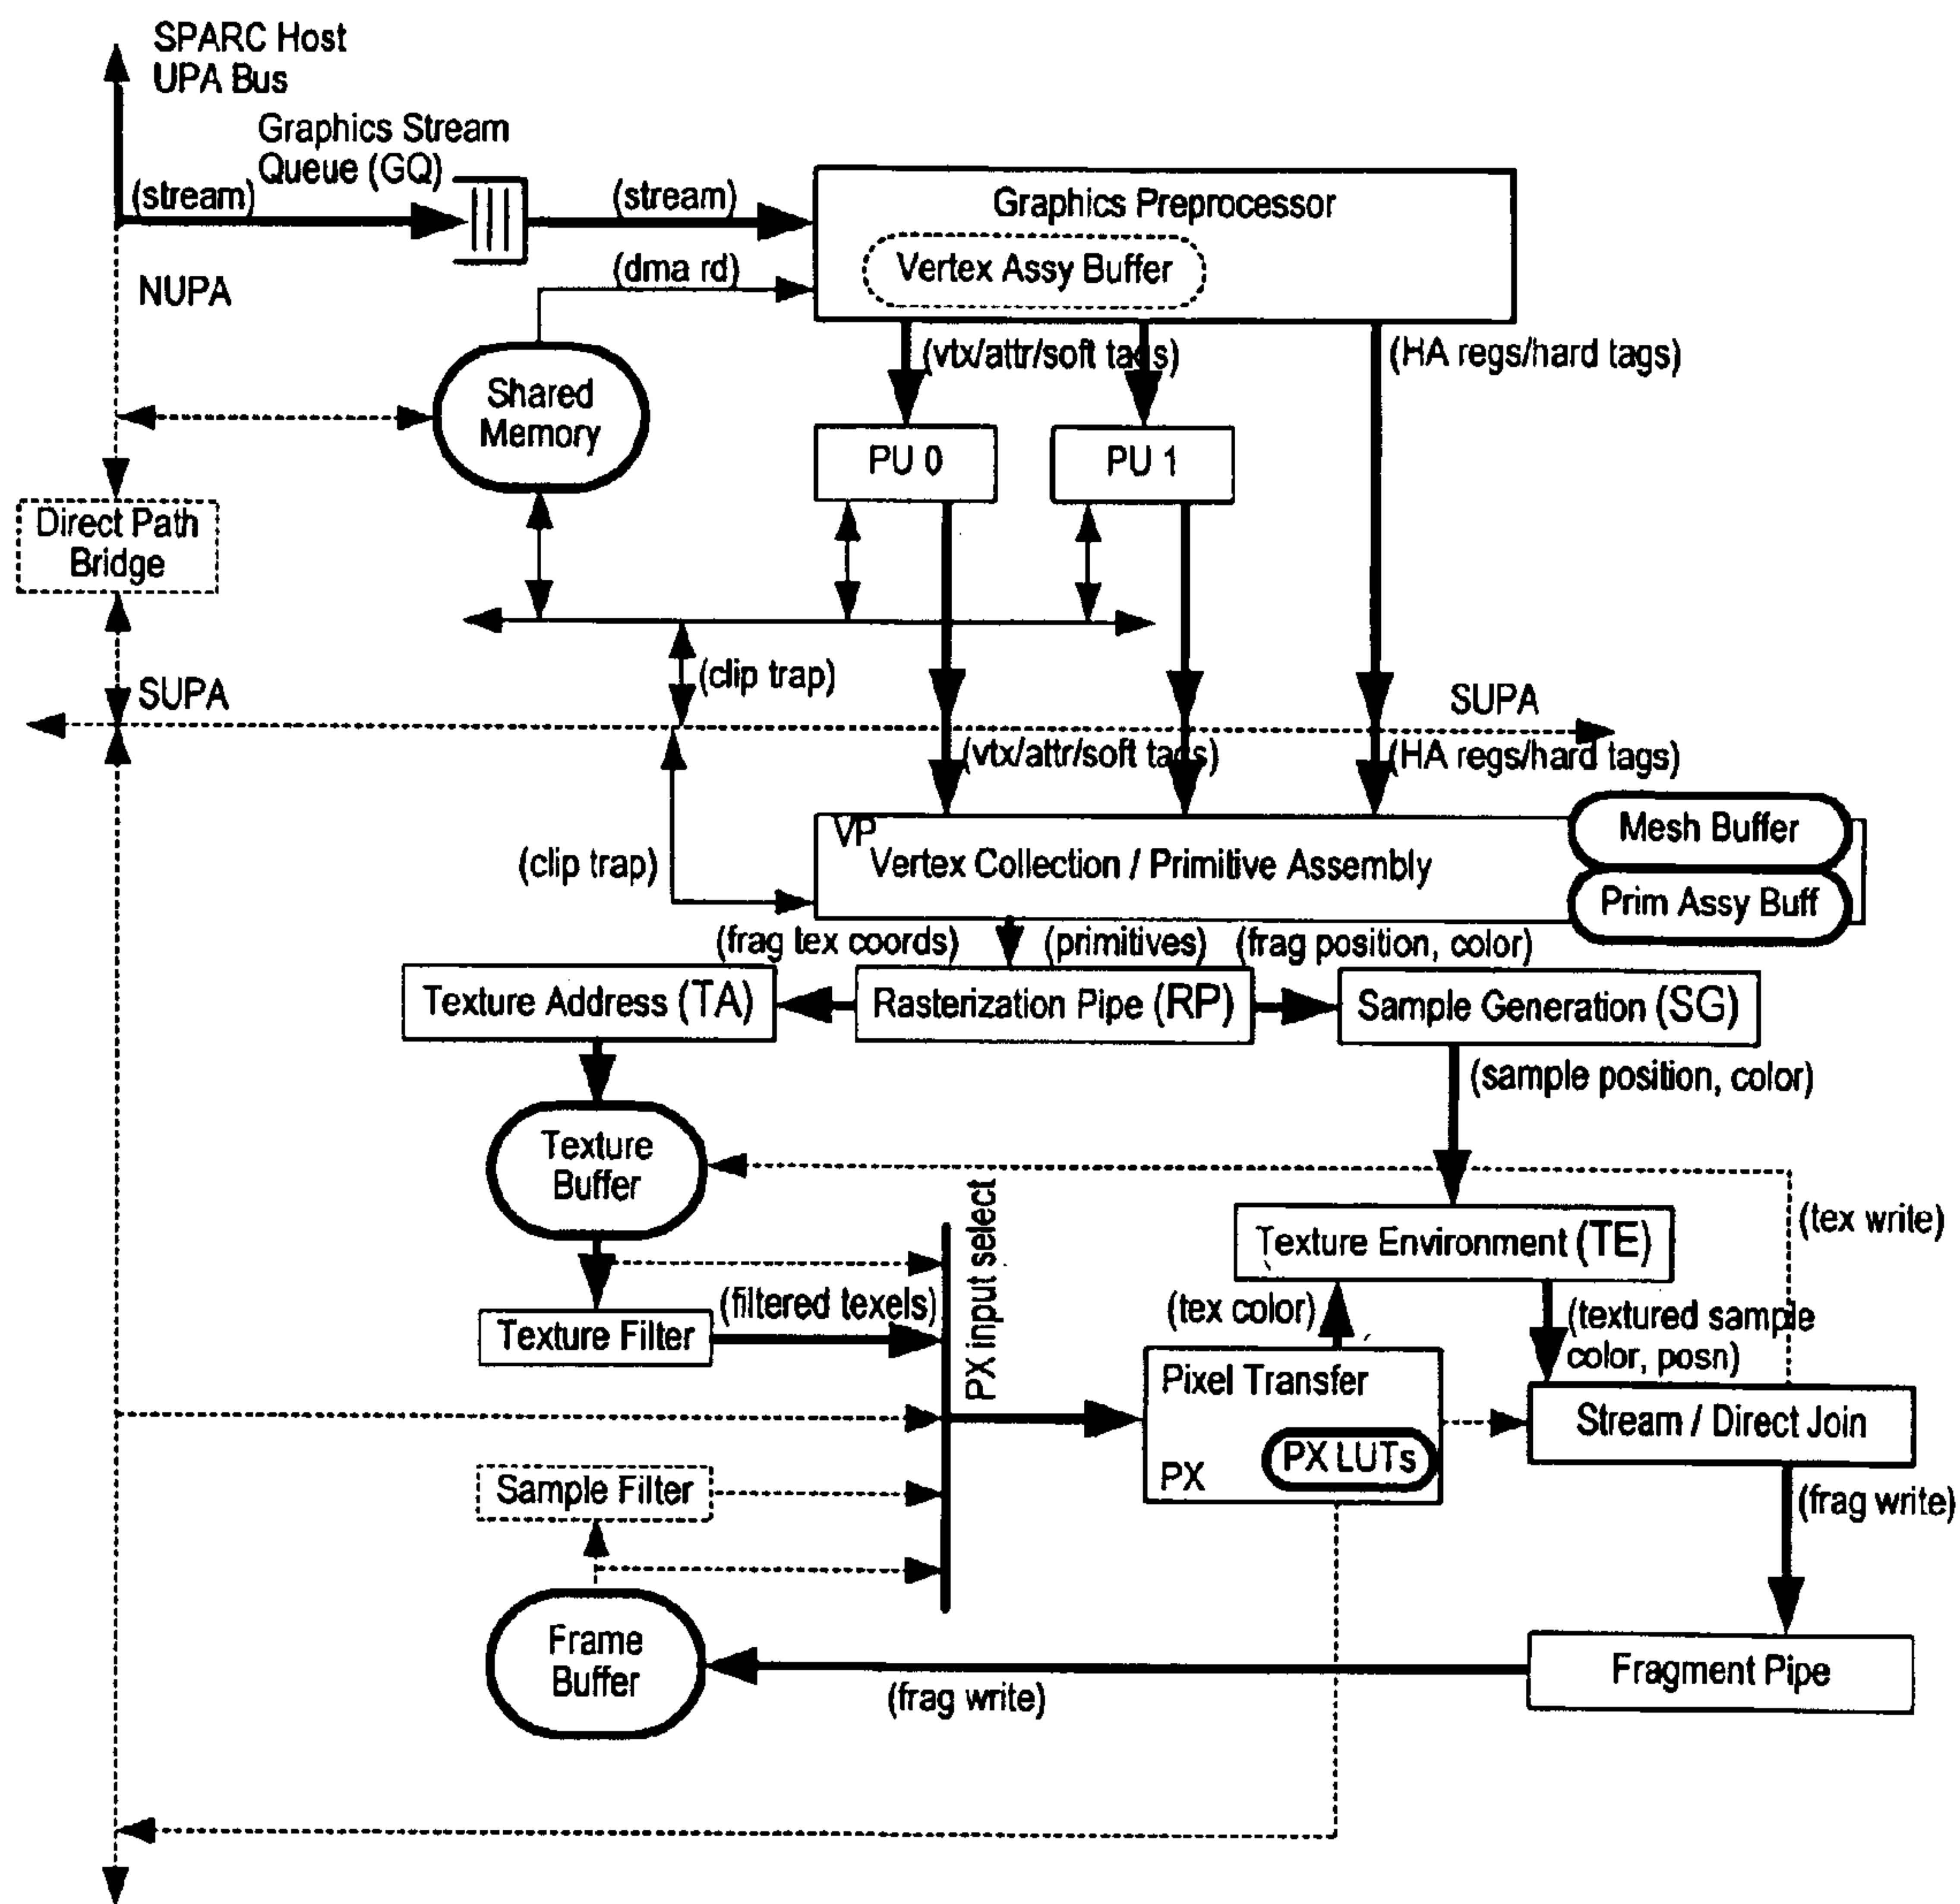 SPARC Host
UPA Bus
Graphics Stream
Queue (GQ)
(stream)
(stream)
Graphics Preprocessor
Vertex Assy Buffer
(dma rd)
NUPA
(vtx/attr/soft tags)
(HA regs/hard tags)
Shared
Memory
PU 0
PU 1
Direct Path
Bridge
(clip trap)
SUPA
SUPA
(vtx/attr/soft tags)
(HA regs/hard tags)
VP
Vertex Collection / Primitive Assembly
Mesh Buffer
Prim Assy Buff
(clip trap)
(frag tex coords)
(primitives)
(frag position, color)
Texture Address (TA)
Rasterization Pipe (RP)
Sample Generation (SG)
(sample position, color)
Texture
Buffer
PX input select
(tex write)
Texture Environment (TE)
(filtered texels)
(tex color)
(textured sample
color, posn)
Texture Filter
Pixel Transfer
PX LUTs
PX
Stream / Direct Join
Sample Filter
(frag write)
Frame
Buffer
(frag write)
Fragment Pipe